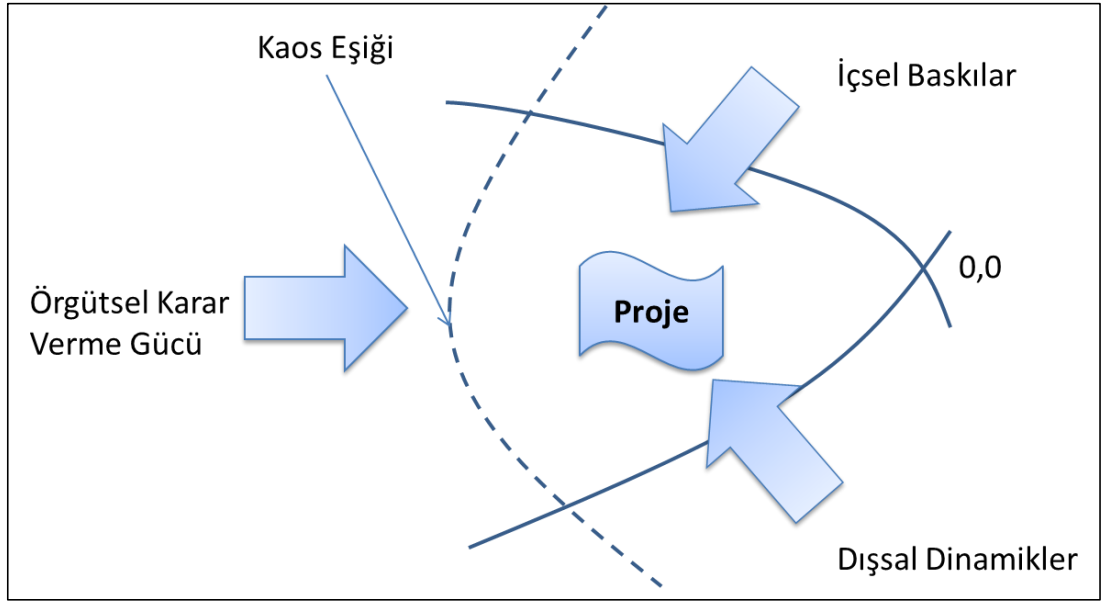 Kaos Eşiği
İçsel Baskılar
0,0
Örgütsel Karar
Verme Gücü
Proje
Dışsal Dinamikler